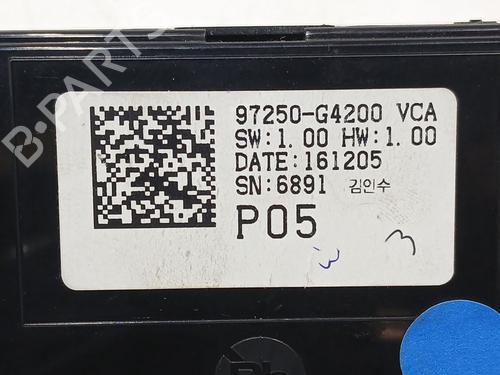 97250-G4200 VCA
SW:1.00 HW:1.00
DATE:161205
SN:6891 김인수
P05
3
B-Parts